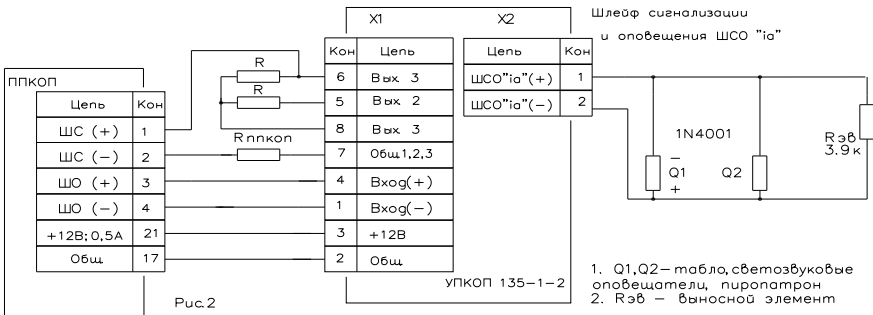 X1
X2
Шлейф сигнализации
и оповещения ШСО "ia"
ППКОП
Цепь Кон
ШС (+) 1
ШС (−) 2
ШО (+) 3
ШО (−) 4
+12В; 0,5А 21
Общ 17
R
R
Rппкоп
Кон Цепь
6 Вых 3
5 Вых 2
8 Вых 3
7 Общ 1,2,3
4 Вход(+)
1 Вход(−)
3 +12В
2 Общ
Цепь Кон
ШСО"ia"(+) 1
ШСО"ia"(−) 2
1N4001
−
Q1
+
Q2
Rэв
3.9к
УПКОП 135-1-2
Рис.2
1. Q1,Q2− табло, светозвуковые
оповещатели, пиропатрон
2. Rэв − выносной элемент